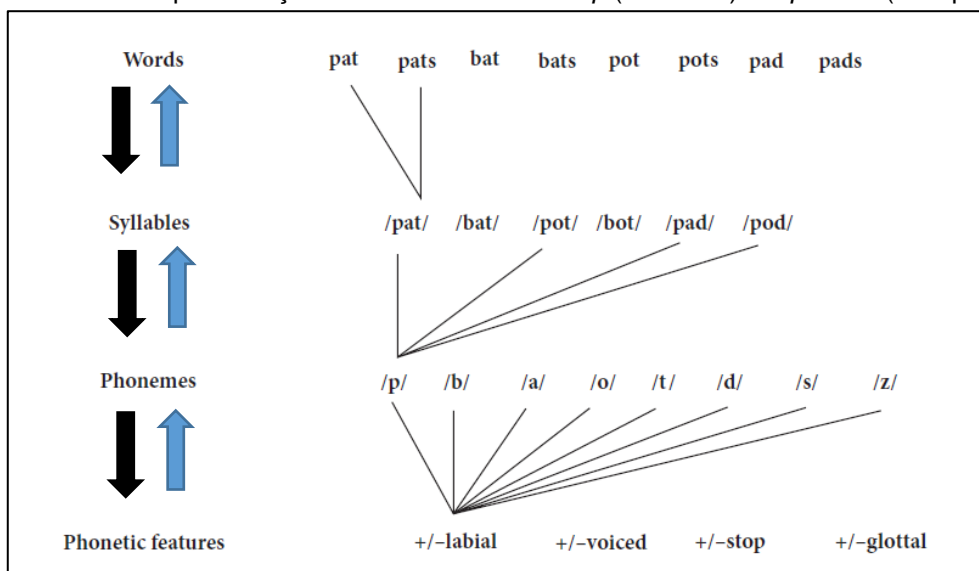 Words pat pats bat bats pot pots pad pads
Syllables /pat/ /bat/ /pot/ /bot/ /pad/ /pod/
Phonemes /p/ /b/ /a/ /o/ /t/ /d/ /s/ /z/
Phonetic features +/–labial +/–voiced +/–stop +/–glottal